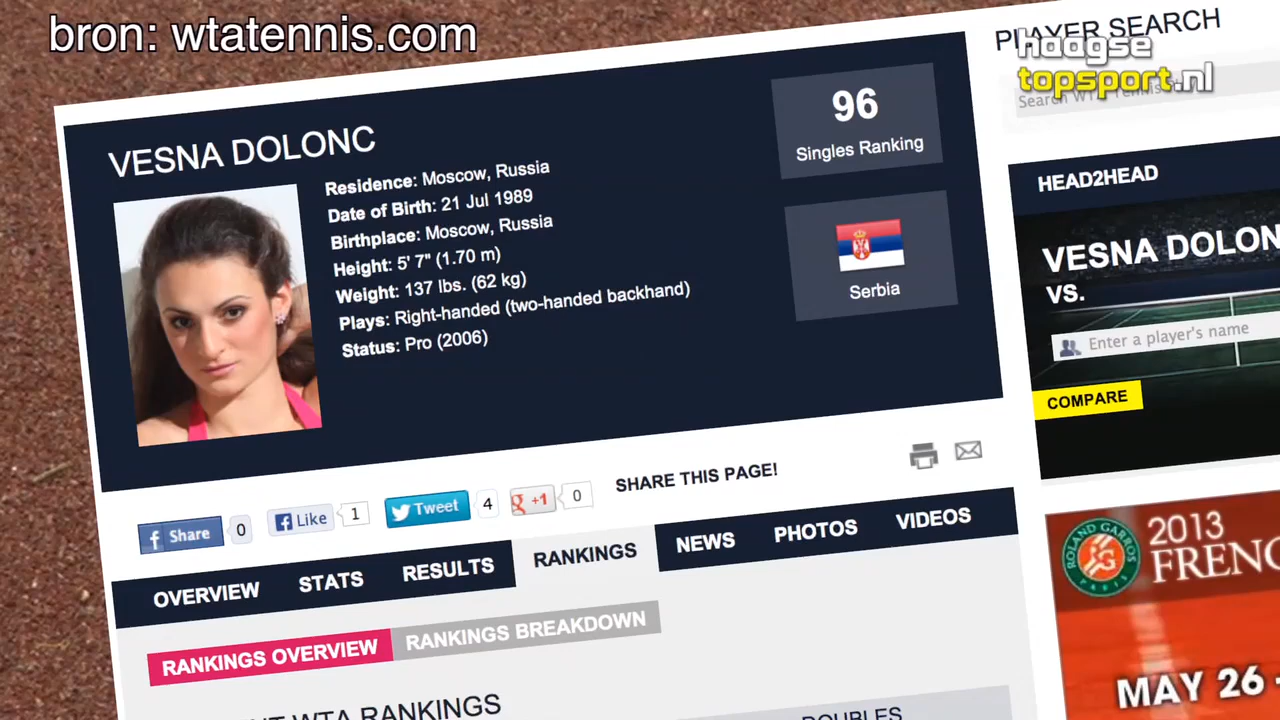 bron: wtatennis.com
haagse
topsport.nl
PLAYER SEARCH
VESNA DOLONC
Residence: Moscow, Russia
Date of Birth: 21 Jul 1989
Birthplace: Moscow, Russia
Height: 5' 7" (1.70 m)
Weight: 137 lbs. (62 kg)
Plays: Right-handed (two-handed backhand)
Status: Pro (2006)
96
Singles Ranking
Serbia
HEAD2HEAD
VESNA DOLON
VS.
Enter a player's name
COMPARE
Share 0
Like 1
Tweet 4
+1 0
SHARE THIS PAGE!
OVERVIEW STATS RESULTS RANKINGS NEWS PHOTOS VIDEOS
RANKINGS OVERVIEW RANKINGS BREAKDOWN
WTA RANKINGS
DOUBLES
ROLAND GARROS
PARIS
2013
FRENC
MAY 26 -